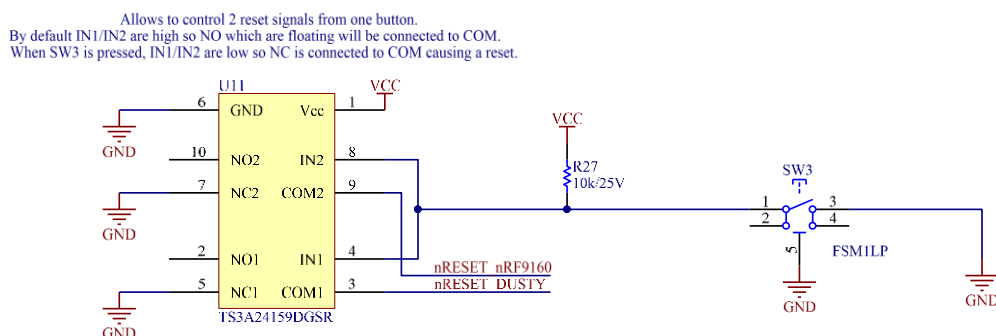 Allows to control 2 reset signals from one button.
By default IN1/IN2 are high so NO which are floating will be connected to COM.
When SW3 is pressed, IN1/IN2 are low so NC is connected to COM causing a reset.
U11
VCC
6 GND Vcc 1
GND
VCC
10 NO2 IN2 8
R27
SW3
7 NC2 COM2 9
10k/25V
1 3
2 4
GND
5
FSM1LP
2 NO1 IN1 4
nRESET_nRF9160
5 NC1 COM1 3
nRESET_DUSTY
GND
GND
TS3A24159DGSR
GND